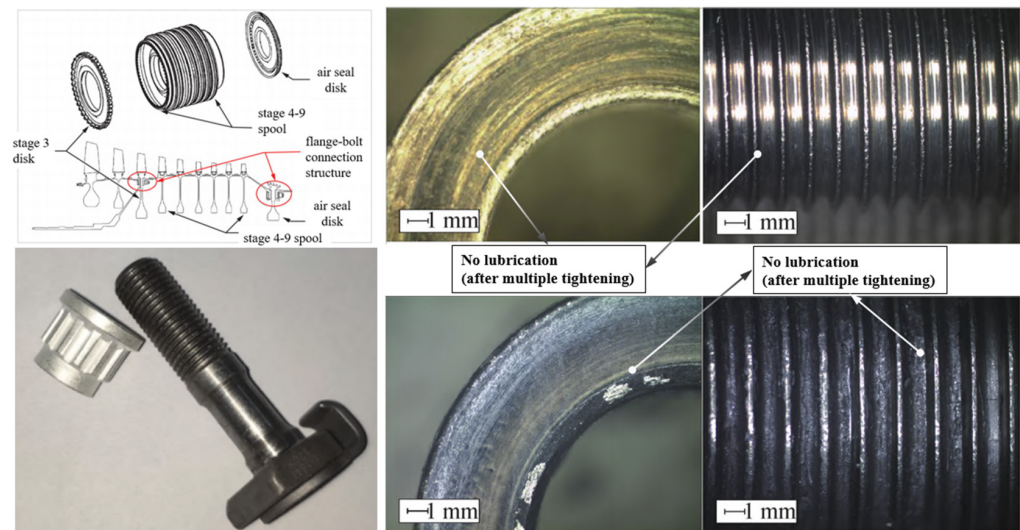 air seal
disk
stage 4-9
spool
stage 3
disk
flange-bolt
connection
structure
air seal
disk
stage 4-9 spool
1 mm
1 mm
No lubrication
(after multiple tightening)
No lubrication
(after multiple tightening)
1 mm
1 mm